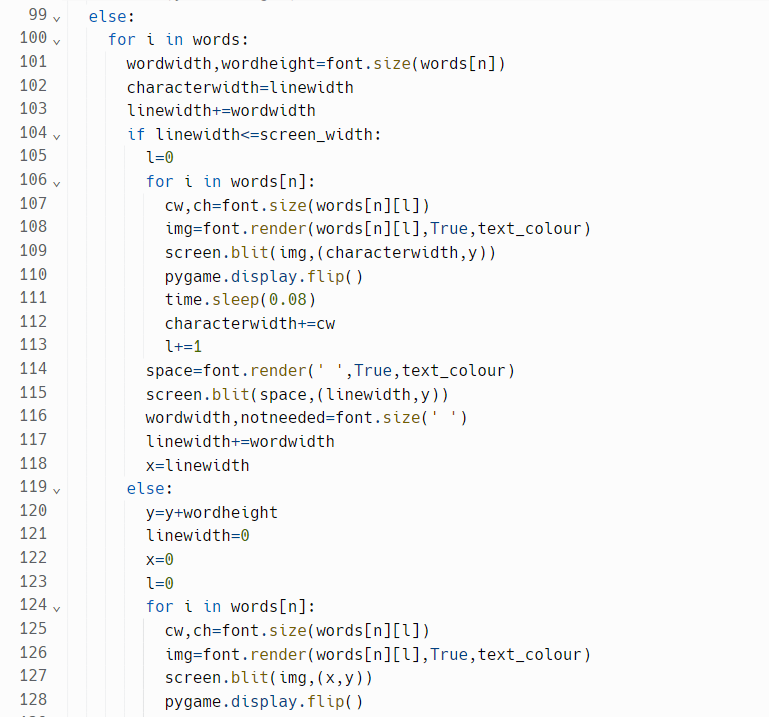 99 else:
100 for i in words:
101 wordwidth,wordheight=font.size(words[n])
102 characterwidth=linewidth
103 linewidth+=wordwidth
104 if linewidth<=screen_width:
105 l=0
106 for i in words[n]:
107 cw,ch=font.size(words[n][l])
108 img=font.render(words[n][l],True,text_colour)
109 screen.blit(img,(characterwidth,y))
110 pygame.display.flip()
111 time.sleep(0.08)
112 characterwidth+=cw
113 l+=1
114 space=font.render(' ',True,text_colour)
115 screen.blit(space,(linewidth,y))
116 wordwidth,notneeded=font.size(' ')
117 linewidth+=wordwidth
118 x=linewidth
119 else:
120 y=y+wordheight
121 linewidth=0
122 x=0
123 l=0
124 for i in words[n]:
125 cw,ch=font.size(words[n][l])
126 img=font.render(words[n][l],True,text_colour)
127 screen.blit(img,(x,y))
128 pygame.display.flip()